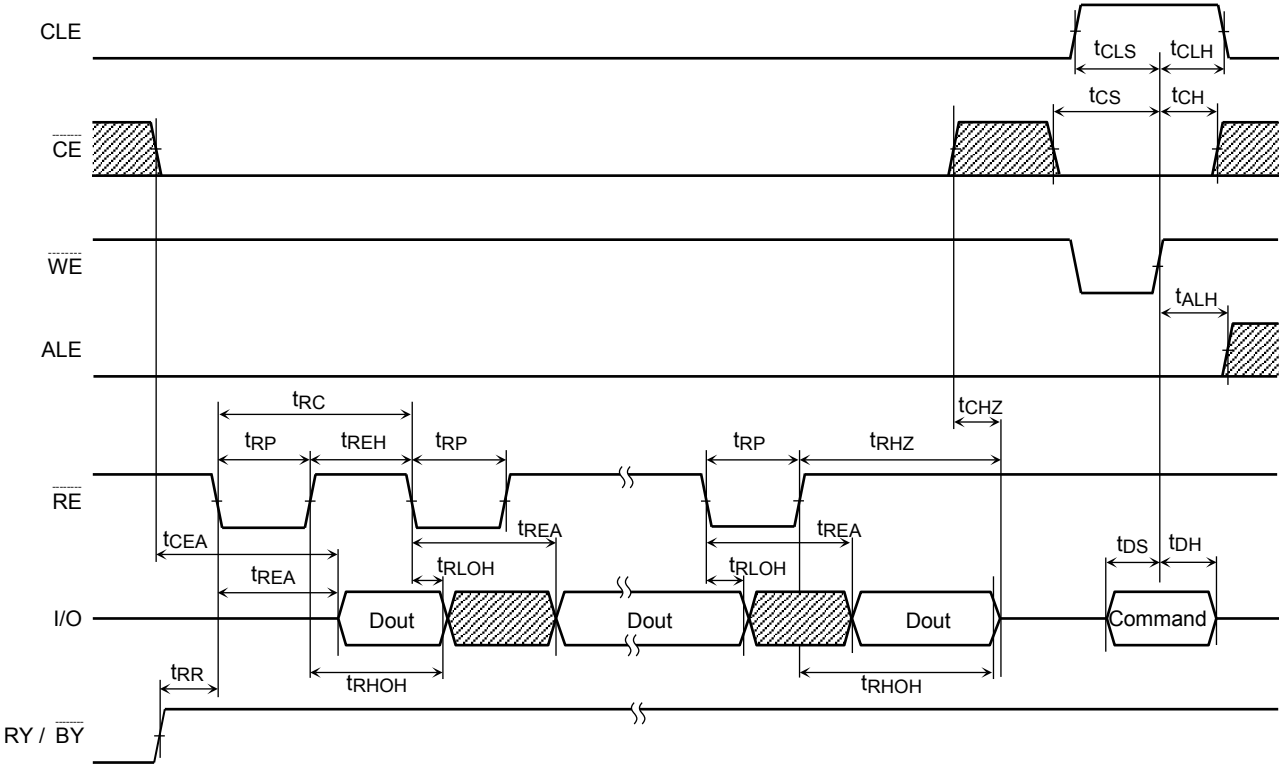 CLE
tCLS tCLH
tCS tCH
CE
WE
tALH
ALE
tRC
tCHZ
tRP tREH tRP tRP tRHZ
RE
tCEA tREA tREA
tDS tDH
tREA tRLOH tRLOH
I/O Dout Dout Dout Command
tRR tRHOH tRHOH
RY / BY